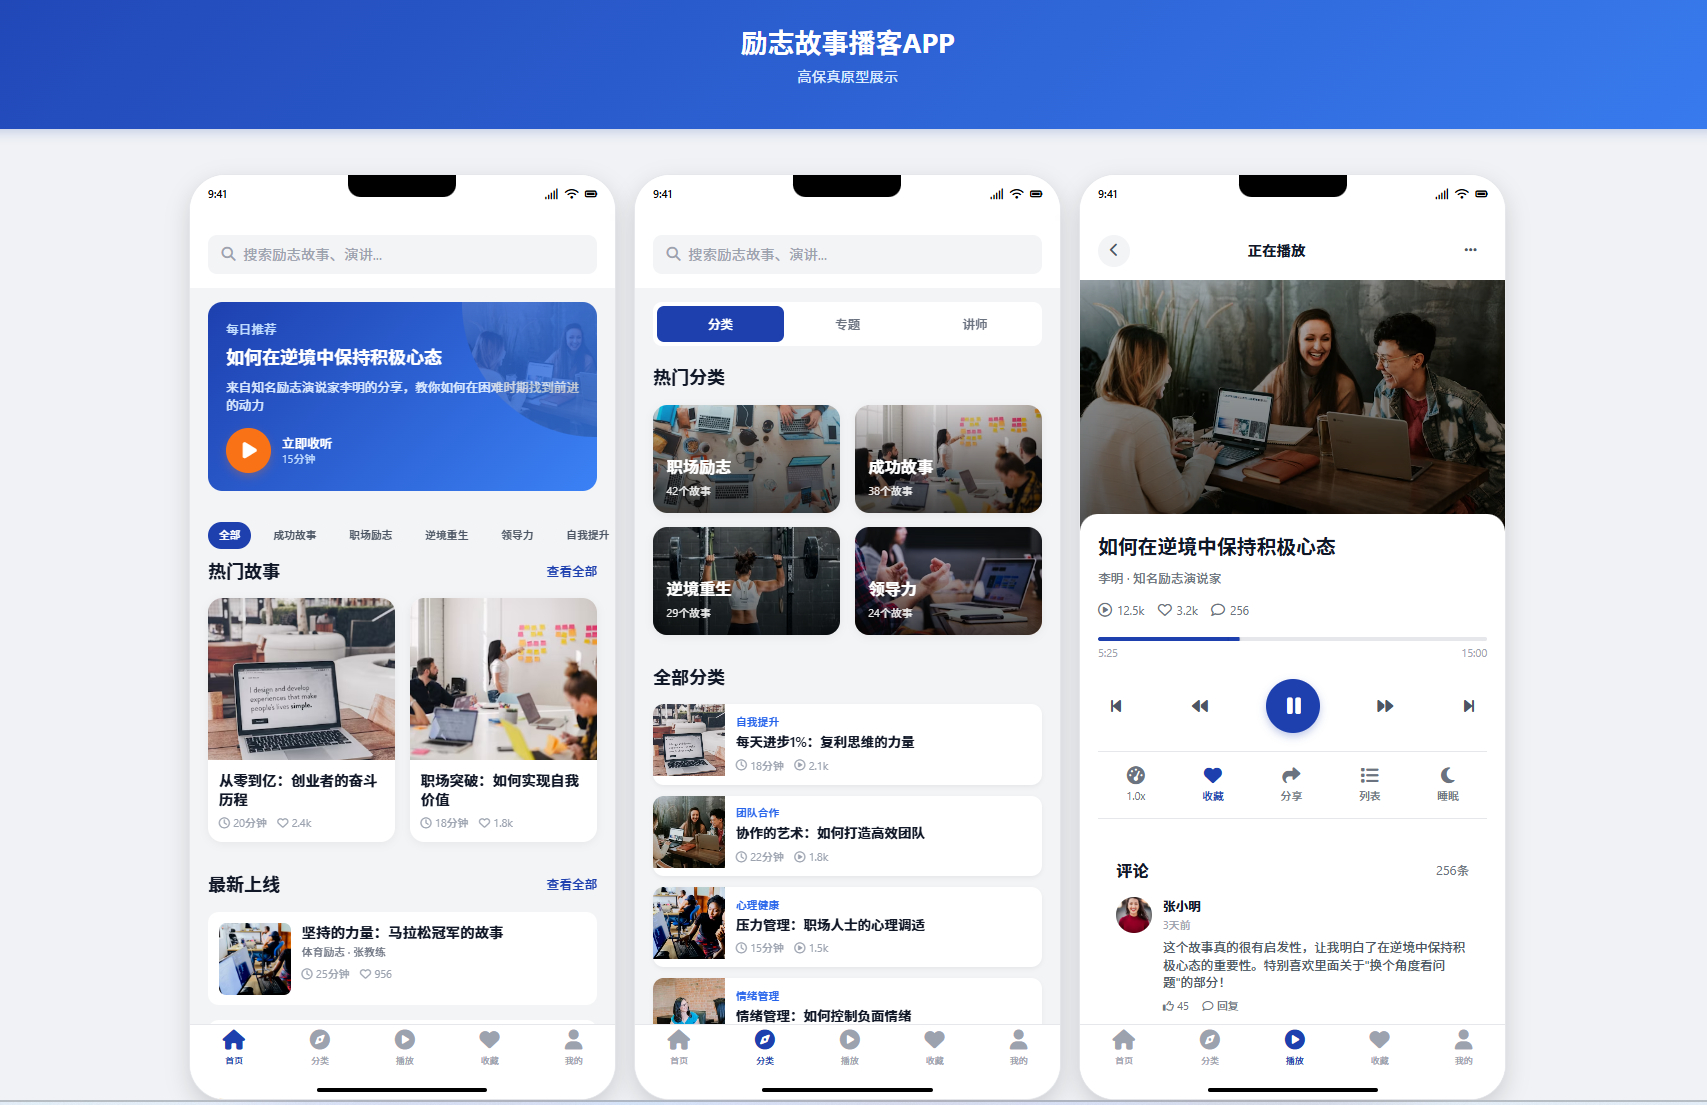 励志故事播客APP
高保真原型展示
9:41
搜索励志故事、演讲...
每日推荐
如何在逆境中保持积极心态
来自知名励志演说家李明的分享，教你如何在困难时期找到前进
的动力
立即收听
15分钟
全部 成功故事 职场励志 逆境重生 领导力 自我提升
热门故事 查看全部
I design and develop
experiences that make
people's lives simple.
从零到亿：创业者的奋斗
历程
20分钟 2.4k
职场突破：如何实现自我
价值
18分钟 1.8k
最新上线 查看全部
坚持的力量：马拉松冠军的故事
体育励志 · 张教练
25分钟 956
首页 分类 播放 收藏 我的
9:41
搜索励志故事、演讲...
分类 专题 讲师
热门分类
职场励志
42个故事
成功故事
38个故事
逆境重生
29个故事
领导力
24个故事
全部分类
自我提升
每天进步1%：复利思维的力量
18分钟 2.1k
团队合作
协作的艺术：如何打造高效团队
22分钟 1.8k
心理健康
压力管理：职场人士的心理调适
15分钟 1.5k
情绪管理
情绪管理：如何控制负面情绪
首页 分类 播放 收藏 我的
9:41
正在播放
如何在逆境中保持积极心态
李明 · 知名励志演说家
12.5k 3.2k 256
5:25 15:00
1.0x 收藏 分享 列表 睡眠
评论 256条
张小明
3天前
这个故事真的很有启发性，让我明白了在逆境中保持积
极心态的重要性。特别喜欢里面关于"换个角度看问
题"的部分！
45 回复
首页 分类 播放 收藏 我的